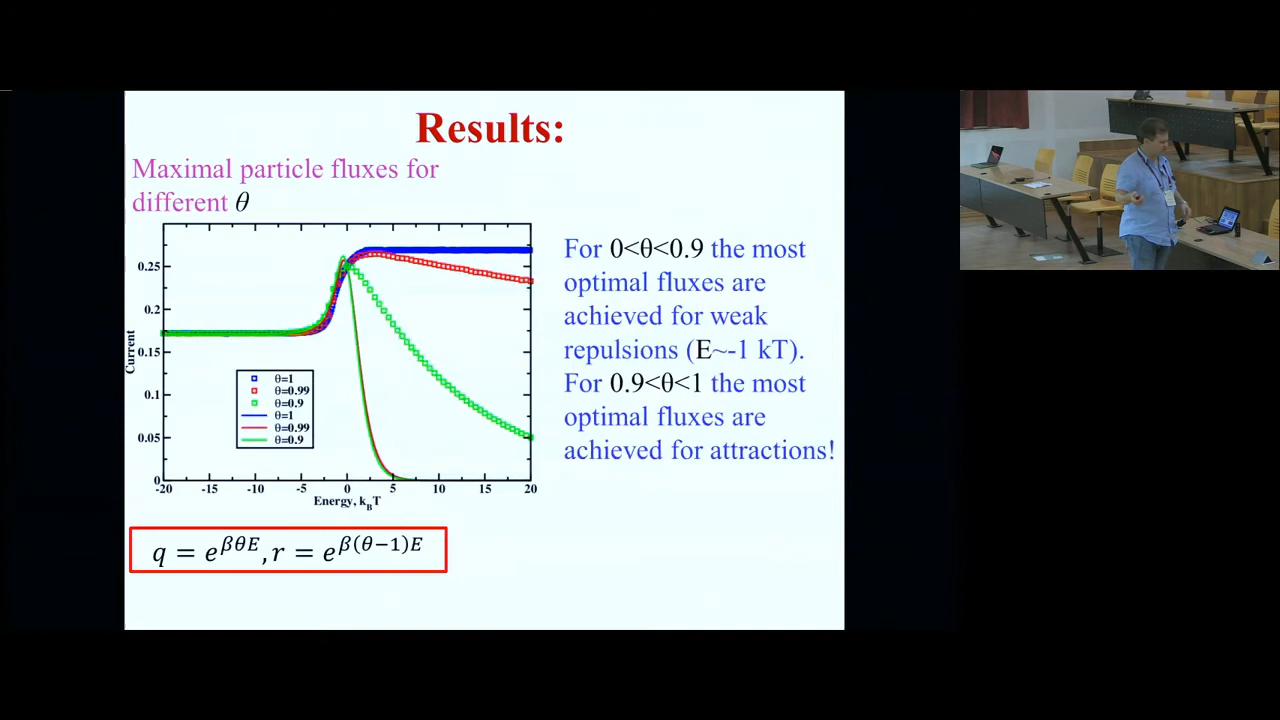 Results:
Maximal particle fluxes for
different θ
Current
0.25
0.2
0.15
0.1
0.05
0
-20 -15 -10 -5 0 5 10 15 20
Energy, k_BT
θ=1
θ=0.99
θ=0.9
θ=1
θ=0.99
θ=0.9
For 0<θ<0.9 the most
optimal fluxes are
achieved for weak
repulsions (E~-1 kT).
For 0.9<θ<1 the most
optimal fluxes are
achieved for attractions!
q = e^{βθE}, r = e^{β(θ−1)E}